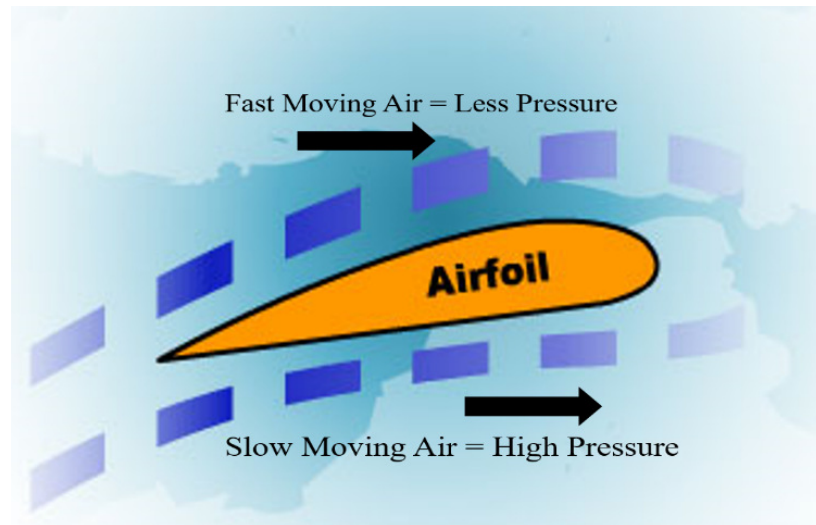 Fast Moving Air = Less Pressure
Airfoil
Slow Moving Air = High Pressure